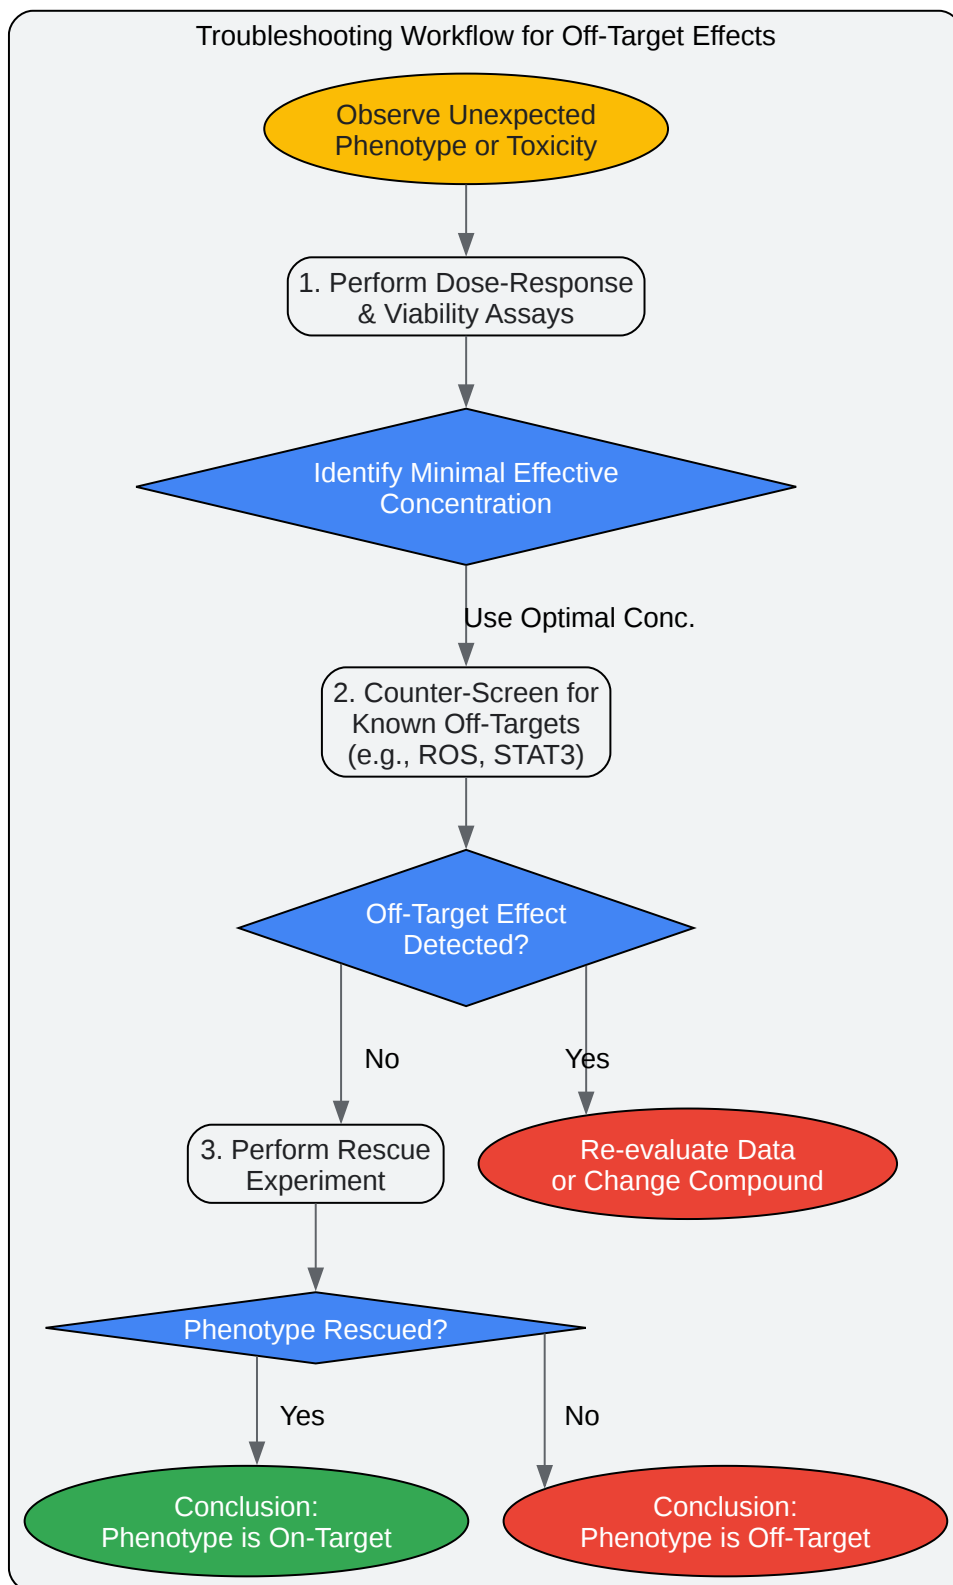 Troubleshooting Workflow for Off-Target Effects
Observe Unexpected
Phenotype or Toxicity
1. Perform Dose-Response
& Viability Assays
Identify Minimal Effective
Concentration
Use Optimal Conc.
2. Counter-Screen for
Known Off-Targets
(e.g., ROS, STAT3)
Off-Target Effect
Detected?
No
Yes
3. Perform Rescue
Experiment
Re-evaluate Data
or Change Compound
Phenotype Rescued?
Yes
No
Conclusion:
Phenotype is On-Target
Conclusion:
Phenotype is Off-Target